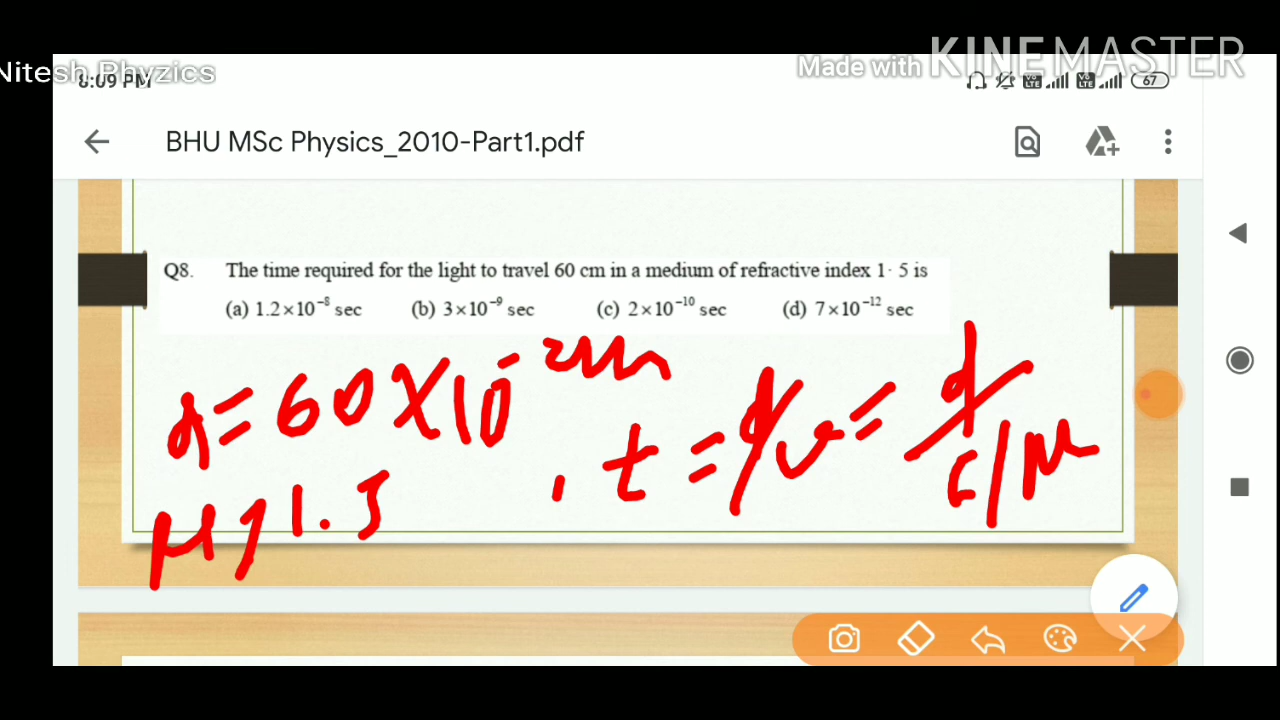 Nitesh Phyzics
Made with KINEMASTER
8:09 PM
VoLTE VoLTE 67
BHU MSc Physics_2010-Part1.pdf
Q8. The time required for the light to travel 60 cm in a medium of refractive index 1· 5 is
(a) 1.2×10⁻⁸ sec (b) 3×10⁻⁹ sec (c) 2×10⁻¹⁰ sec (d) 7×10⁻¹² sec
d = 60 X 10⁻²m
, t = d/v = d/c/μ
μ = 1.5